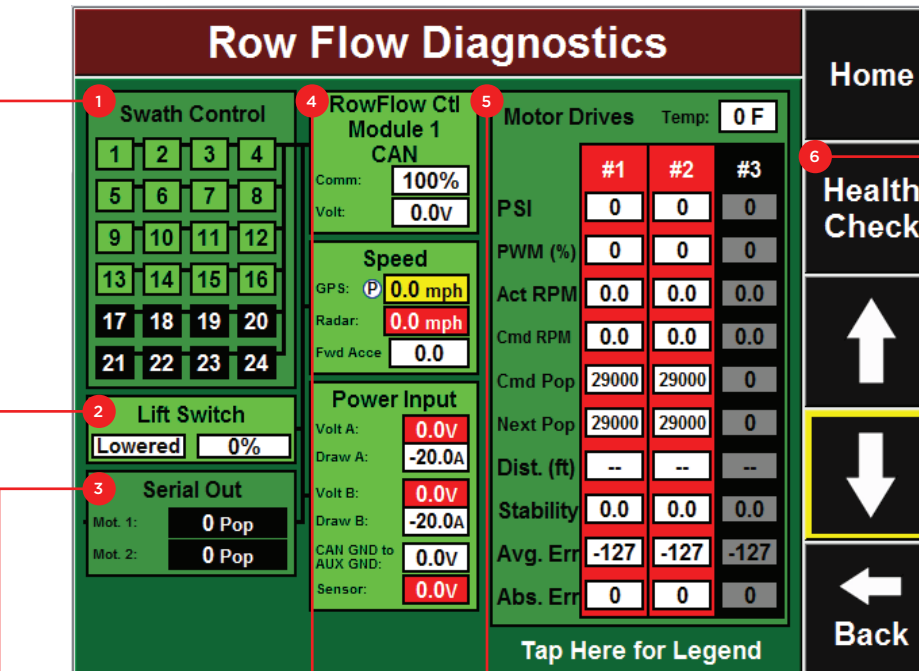 Row Flow Diagnostics
1
Swath Control
1 2 3 4
5 6 7 8
9 10 11 12
13 14 15 16
17 18 19 20
21 22 23 24
2
Lift Switch
Lowered 0%
3
Serial Out
Mot. 1: 0 Pop
Mot. 2: 0 Pop
4
RowFlow Ctl
Module 1
CAN
Comm: 100%
Volt: 0.0V
Speed
GPS: P 0.0 mph
Radar: 0.0 mph
Fwd Acce 0.0
Power Input
Volt A: 0.0V
Draw A: -20.0A
Volt B: 0.0V
Draw B: -20.0A
CAN GND to
AUX GND: 0.0V
Sensor: 0.0V
5
Motor Drives Temp: 0 F
#1 #2 #3
PSI 0 0 0
PWM (%) 0 0 0
Act RPM 0.0 0.0 0.0
Cmd RPM 0.0 0.0 0.0
Cmd Pop 29000 29000 0
Next Pop 29000 29000 0
Dist. (ft) -- -- --
Stability 0.0 0.0 0.0
Avg. Err -127 -127 -127
Abs. Err 0 0 0
Tap Here for Legend
Home
6
Health
Check
Back